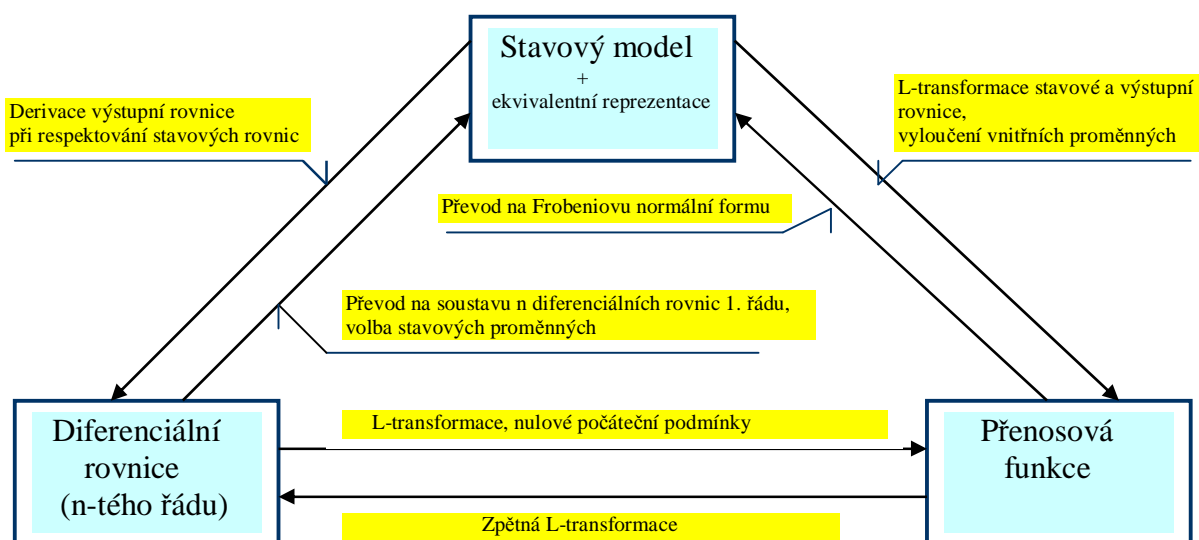 Stavový model
+
ekvivalentní reprezentace
Derivace výstupní rovnice
při respektování stavových rovnic
L-transformace stavové a výstupní
rovnice,
vyloučení vnitřních proměnných
Převod na Frobeniovu normální formu
Převod na soustavu n diferenciálních rovnic 1. řádu,
volba stavových proměnných
Diferenciální
rovnice
(n-tého řádu)
L-transformace, nulové počáteční podmínky
Přenosová
funkce
Zpětná L-transformace